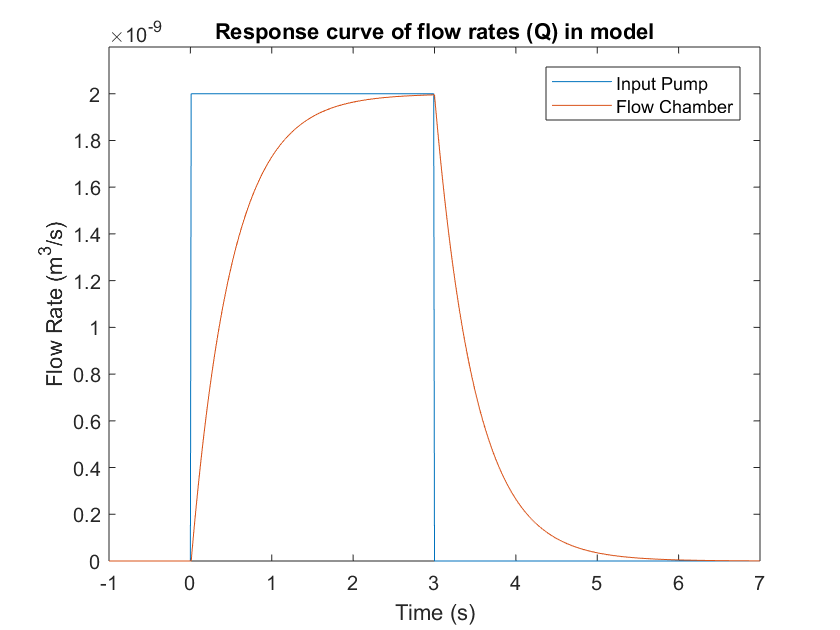 ×10⁻⁹
Response curve of flow rates (Q) in model
Input Pump
Flow Chamber
Flow Rate (m³/s)
2
1.8
1.6
1.4
1.2
1
0.8
0.6
0.4
0.2
0
-1 0 1 2 3 4 5 6 7
Time (s)